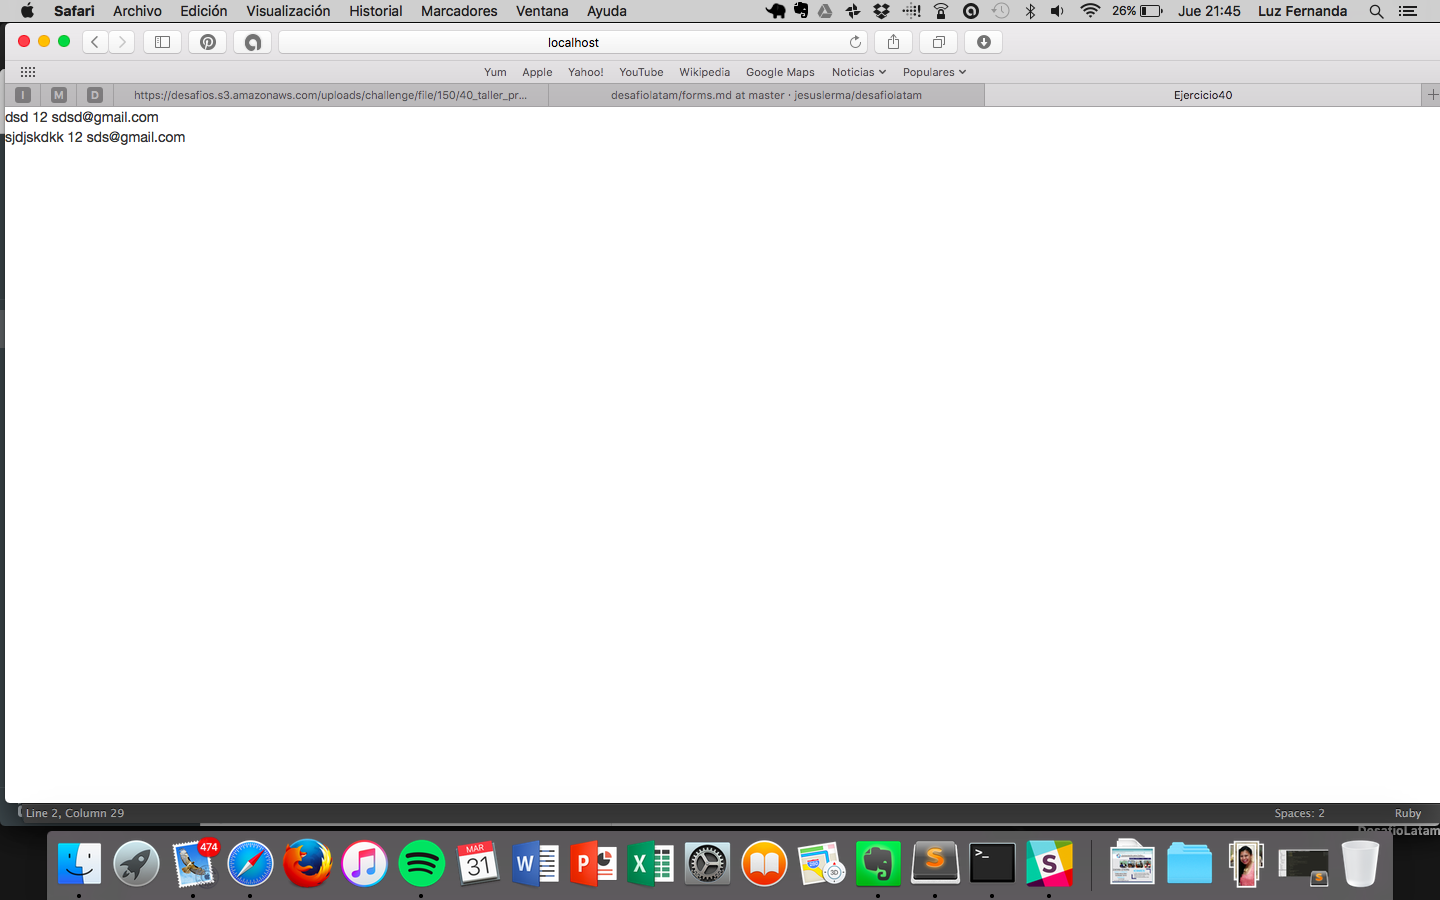 Safari Archivo Edición Visualización Historial Marcadores Ventana Ayuda 26% Jue 21:45 Luz Fernanda
localhost
Yum Apple Yahoo! YouTube Wikipedia Google Maps Noticias Populares
I M D https://desafios.s3.amazonaws.com/uploads/challenge/file/150/40_taller_pr... desafiolatam/forms.md at master · jesuslerma/desafiolatam Ejercicio40
dsd 12 sdsd@gmail.com
sjdjskdkk 12 sds@gmail.com
Line 2, Column 29 Spaces: 2 Ruby
DesafioLatam
474 MAR 31 W P X 3D S >_ S S